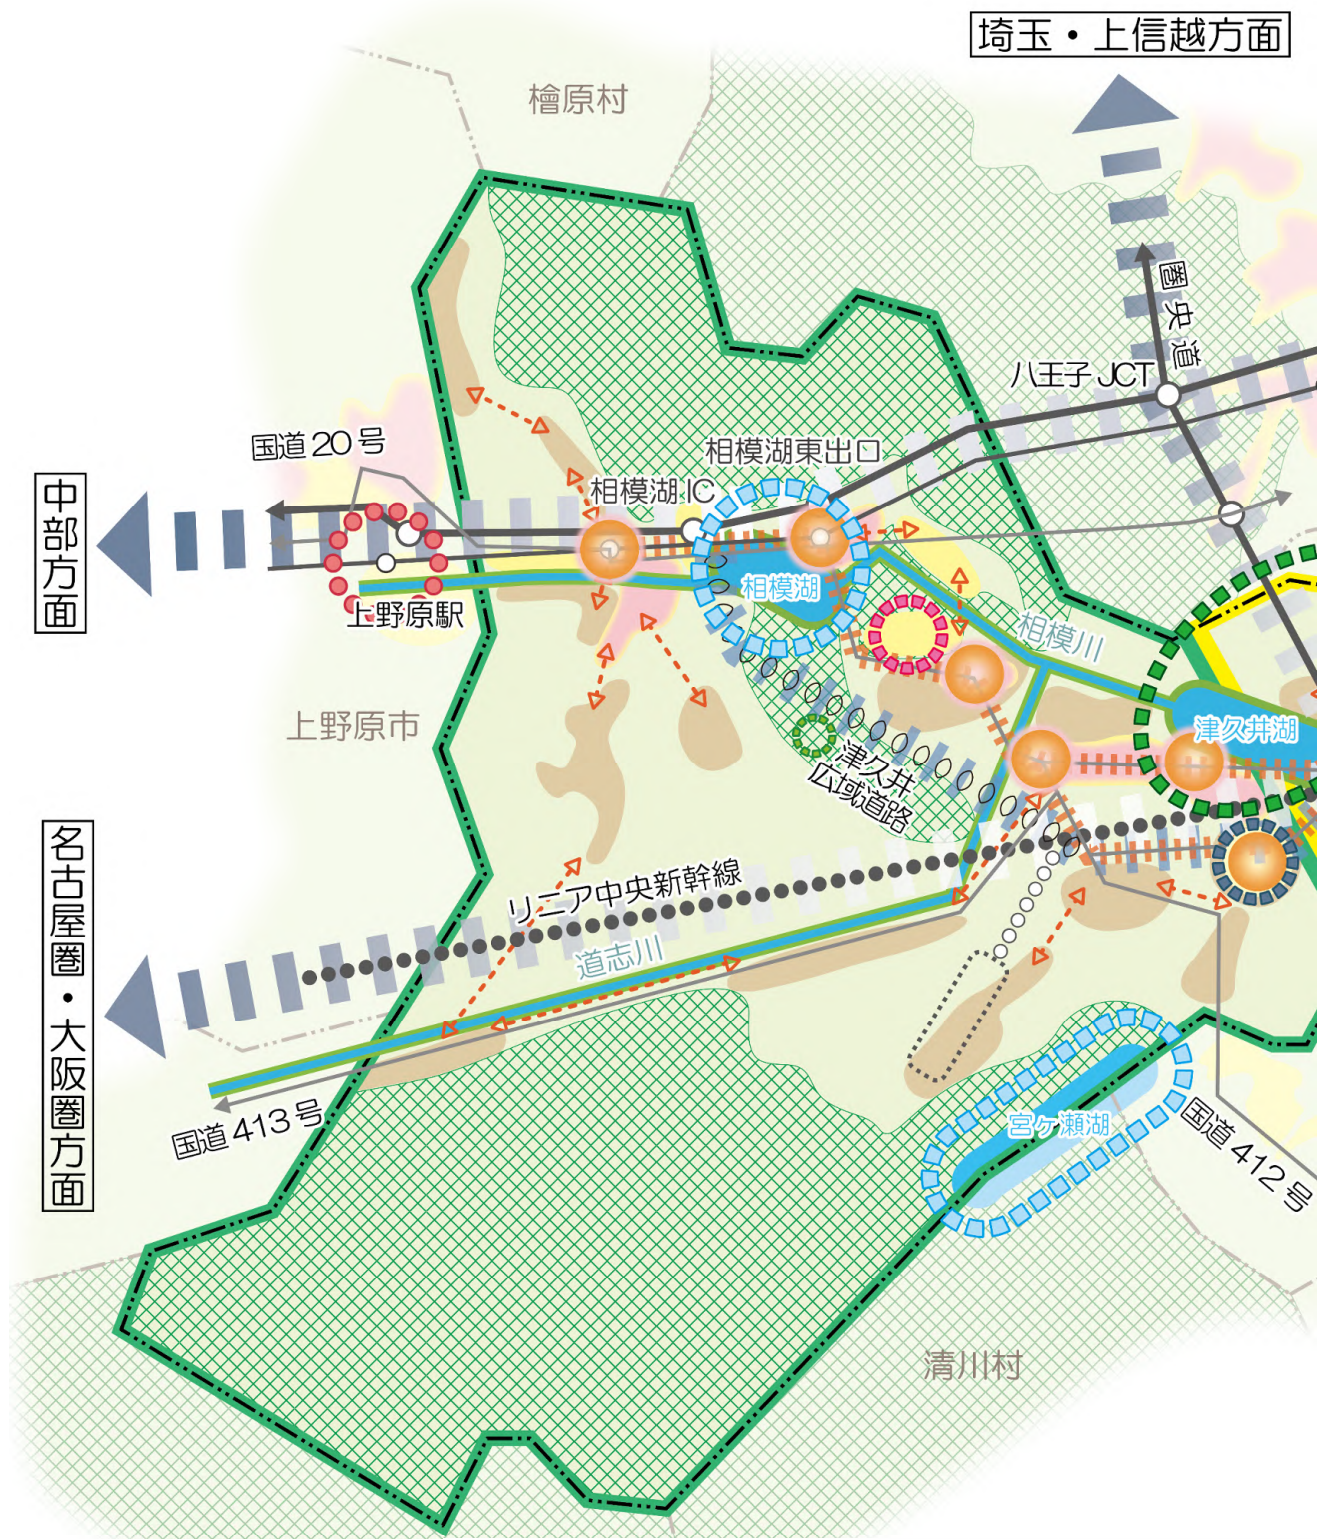 埼玉・上信越方面
檜原村
圏央道
八王子JCT
国道20号
相模湖東出口
相模湖IC
中部方面
相模湖
上野原駅
相模川
上野原市
津久井湖
津久井
広域道路
名古屋圏・大阪圏方面
リニア中央新幹線
道志川
国道413号
宮ヶ瀬湖
国道412号
清川村